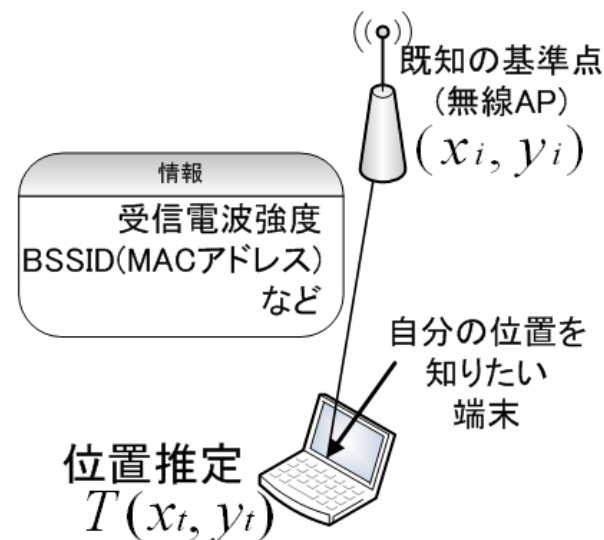 既知の基準点
(無線AP)
(xi, yi)
情報
受信電波強度
BSSID(MACアドレス)
など
自分の位置を
知りたい
端末
位置推定
T(xt, yt)